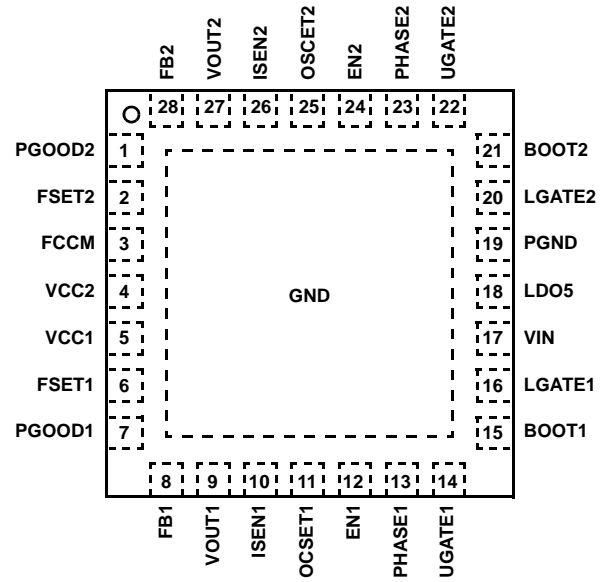 FB2
VOUT2
ISEN2
OSCET2
EN2
PHASE2
UGATE2
28
27
26
25
24
23
22
PGOOD2
1
21
BOOT2
FSET2
2
20
LGATE2
FCCM
3
19
PGND
VCC2
4
GND
18
LDO5
VCC1
5
17
VIN
FSET1
6
16
LGATE1
PGOOD1
7
15
BOOT1
8
9
10
11
12
13
14
FB1
VOUT1
ISEN1
OCSET1
EN1
PHASE1
UGATE1